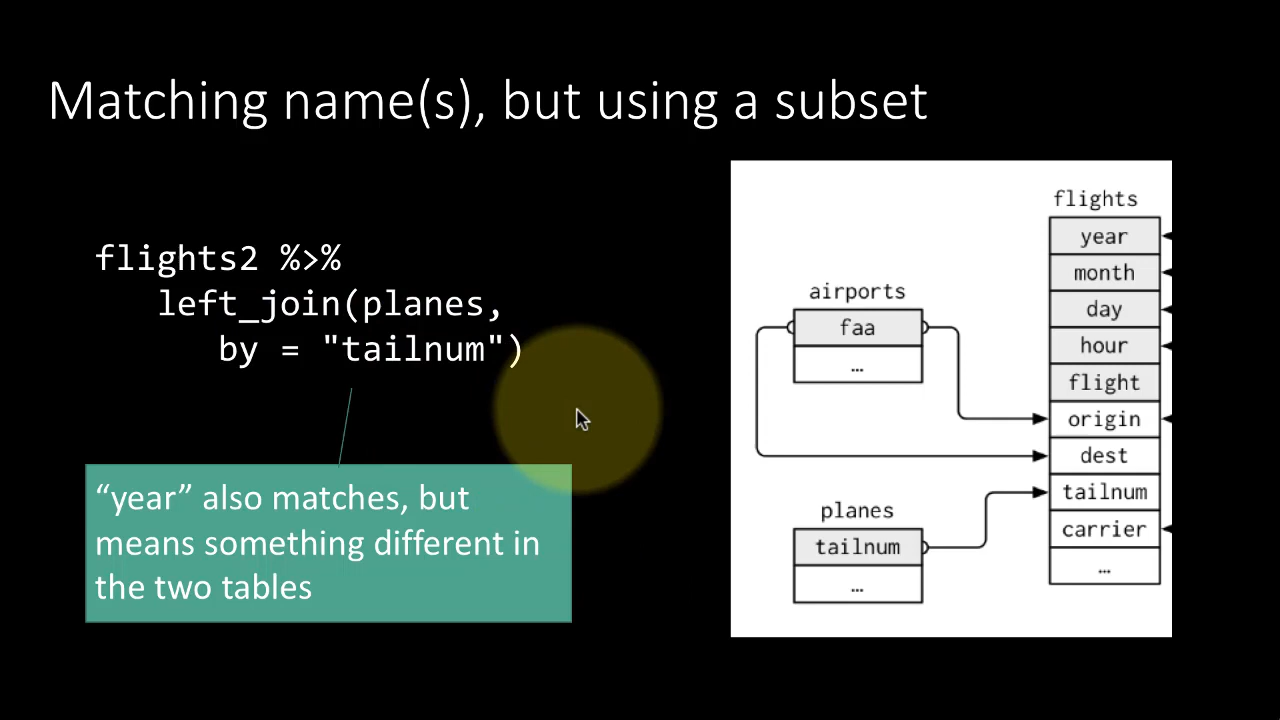 Matching name(s), but using a subset
flights2 %>%
left_join(planes,
by = "tailnum")
“year” also matches, but
means something different in
the two tables
airports
faa
…
planes
tailnum
…
flights
year
month
day
hour
flight
origin
dest
tailnum
carrier
…